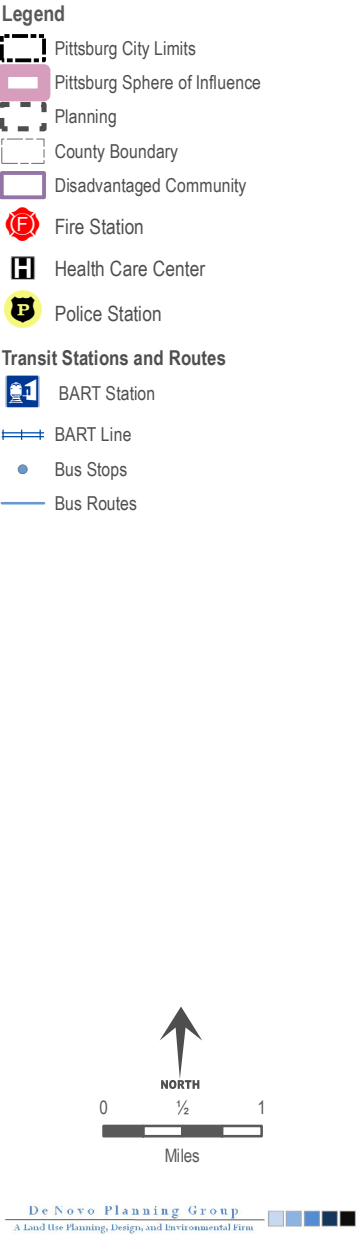 Legend
Pittsburg City Limits
Pittsburg Sphere of Influence
Planning
County Boundary
Disadvantaged Community
F Fire Station
H Health Care Center
P Police Station
Transit Stations and Routes
BART Station
BART Line
Bus Stops
Bus Routes
NORTH
0 ½ 1
Miles
De Novo Planning Group
A Land Use Planning, Design, and Environmental Firm